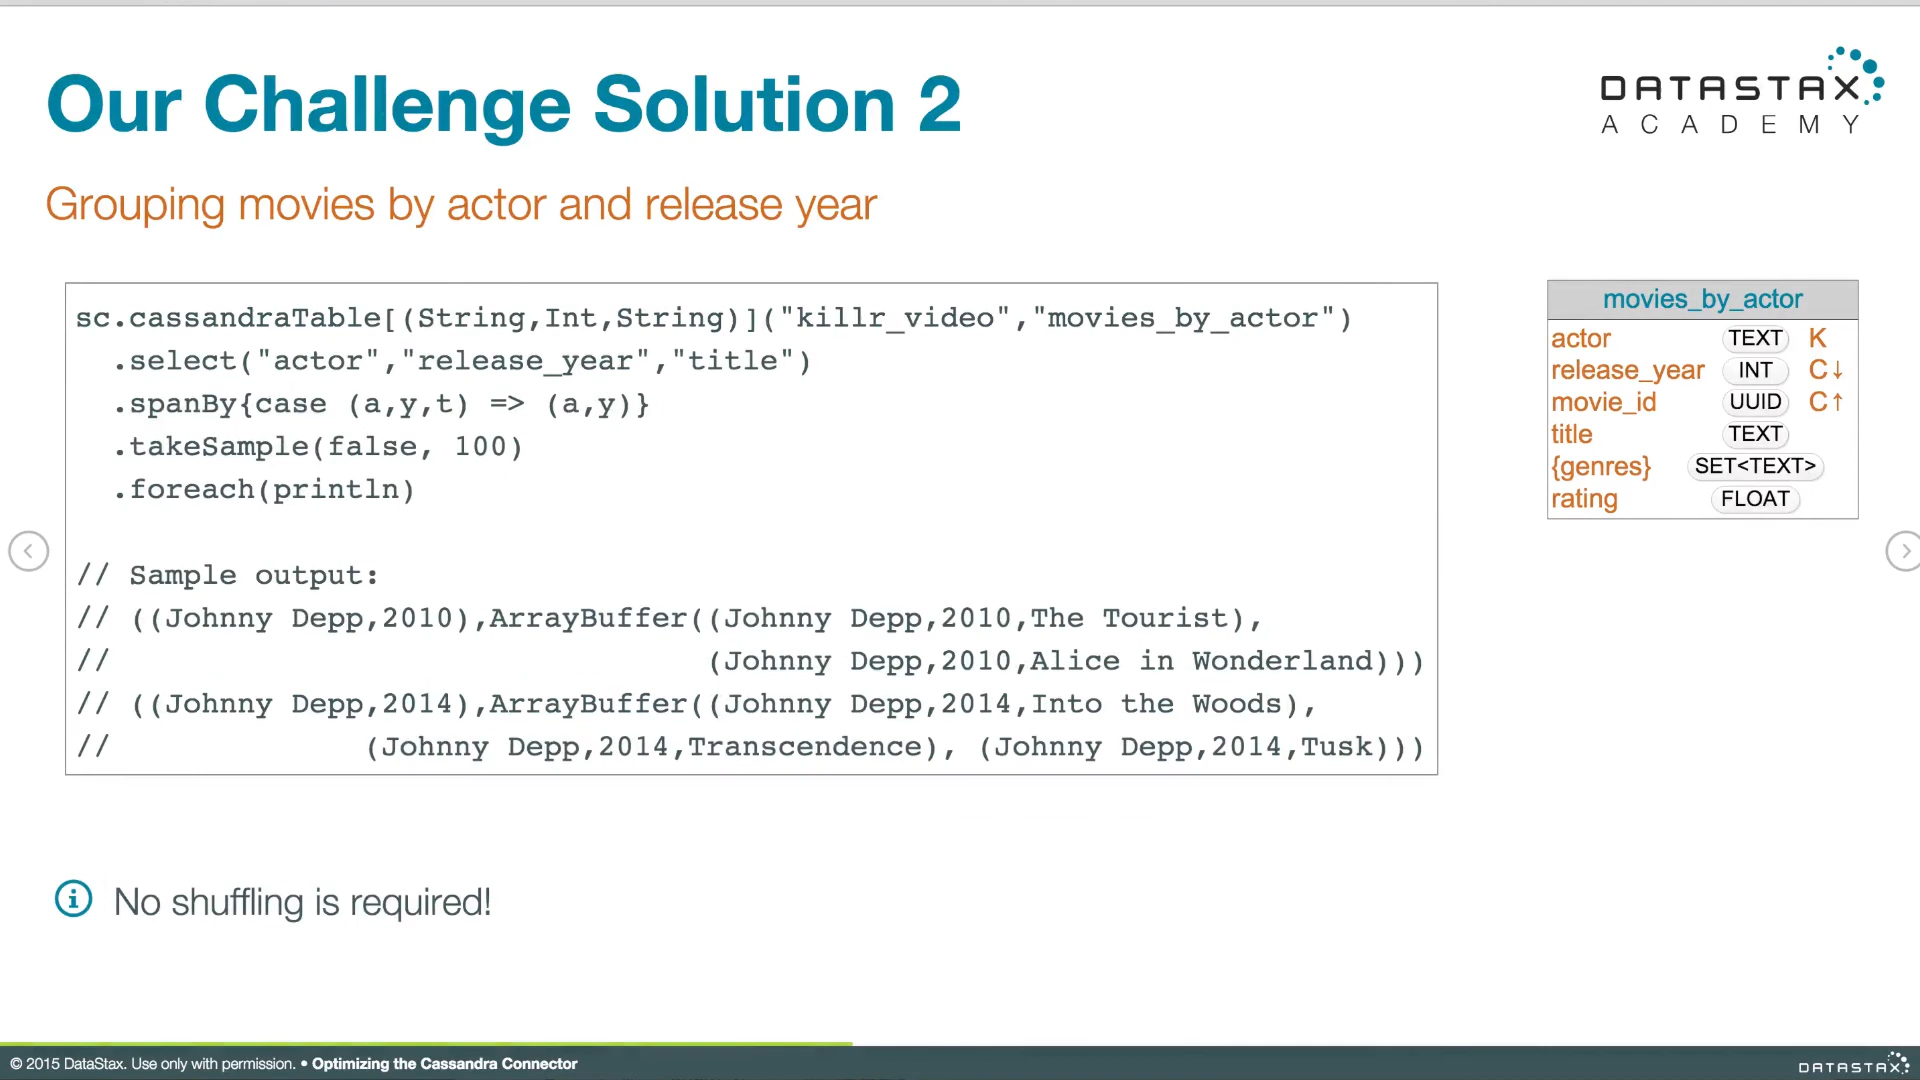 Our Challenge Solution 2
DATASTAX
ACADEMY
Grouping movies by actor and release year
sc.cassandraTable[(String,Int,String)]("killr_video","movies_by_actor")
.select("actor","release_year","title")
.spanBy{case (a,y,t) => (a,y)}
.takeSample(false, 100)
.foreach(println)
// Sample output:
// ((Johnny Depp,2010),ArrayBuffer((Johnny Depp,2010,The Tourist),
// (Johnny Depp,2010,Alice in Wonderland)))
// ((Johnny Depp,2014),ArrayBuffer((Johnny Depp,2014,Into the Woods),
// (Johnny Depp,2014,Transcendence), (Johnny Depp,2014,Tusk)))
movies_by_actor
actor TEXT K
release_year INT C↓
movie_id UUID C↑
title TEXT
{genres} SET<TEXT>
rating FLOAT
No shuffling is required!
© 2015 DataStax. Use only with permission. • Optimizing the Cassandra Connector
DATASTAX